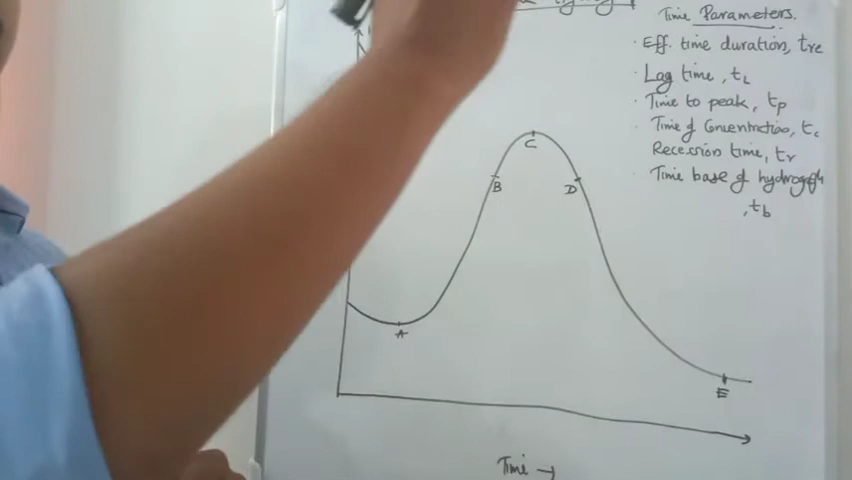 Time Parameters.
· Eff. time duration, tre
· Lag time, tL
· Time to peak, tp
Time of Concentration, tc
Recession time, tr
· Time base of hydrograph
, tb
C
B
D
A
E
Time →